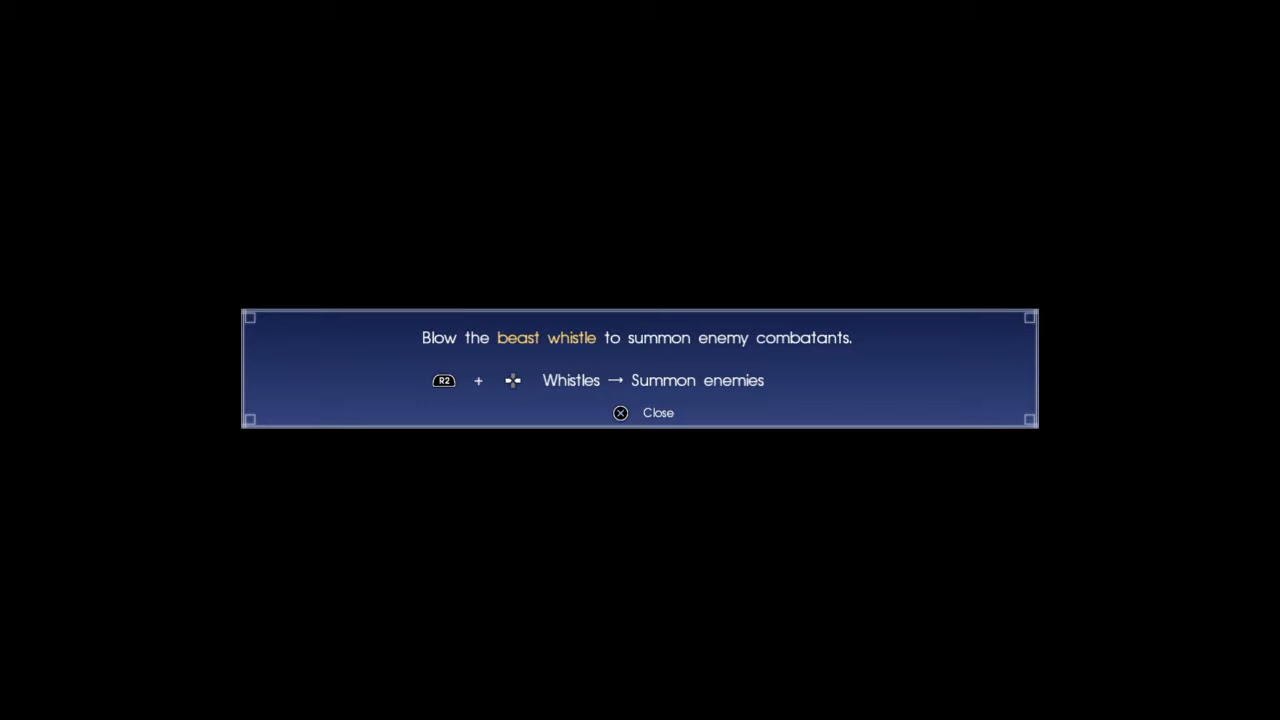 Blow the beast whistle to summon enemy combatants.
R2 + Whistles → Summon enemies
Close